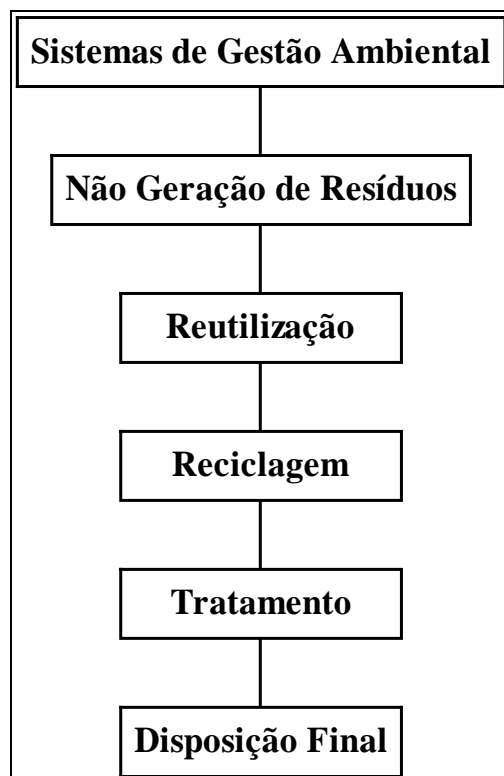 Sistemas de Gestão Ambiental
Não Geração de Resíduos
Reutilização
Reciclagem
Tratamento
Disposição Final